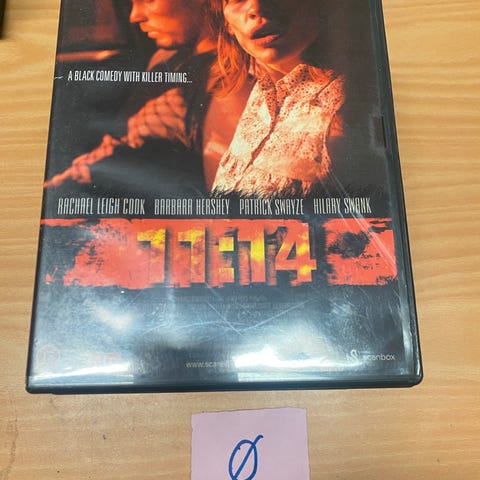 A BLACK COMEDY WITH KILLER TIMING...
RACHAEL LEIGH COOK BARBARA HERSHEY PATRICK SWAYZE HILARY SWANK
11:14
scanbox
Ø